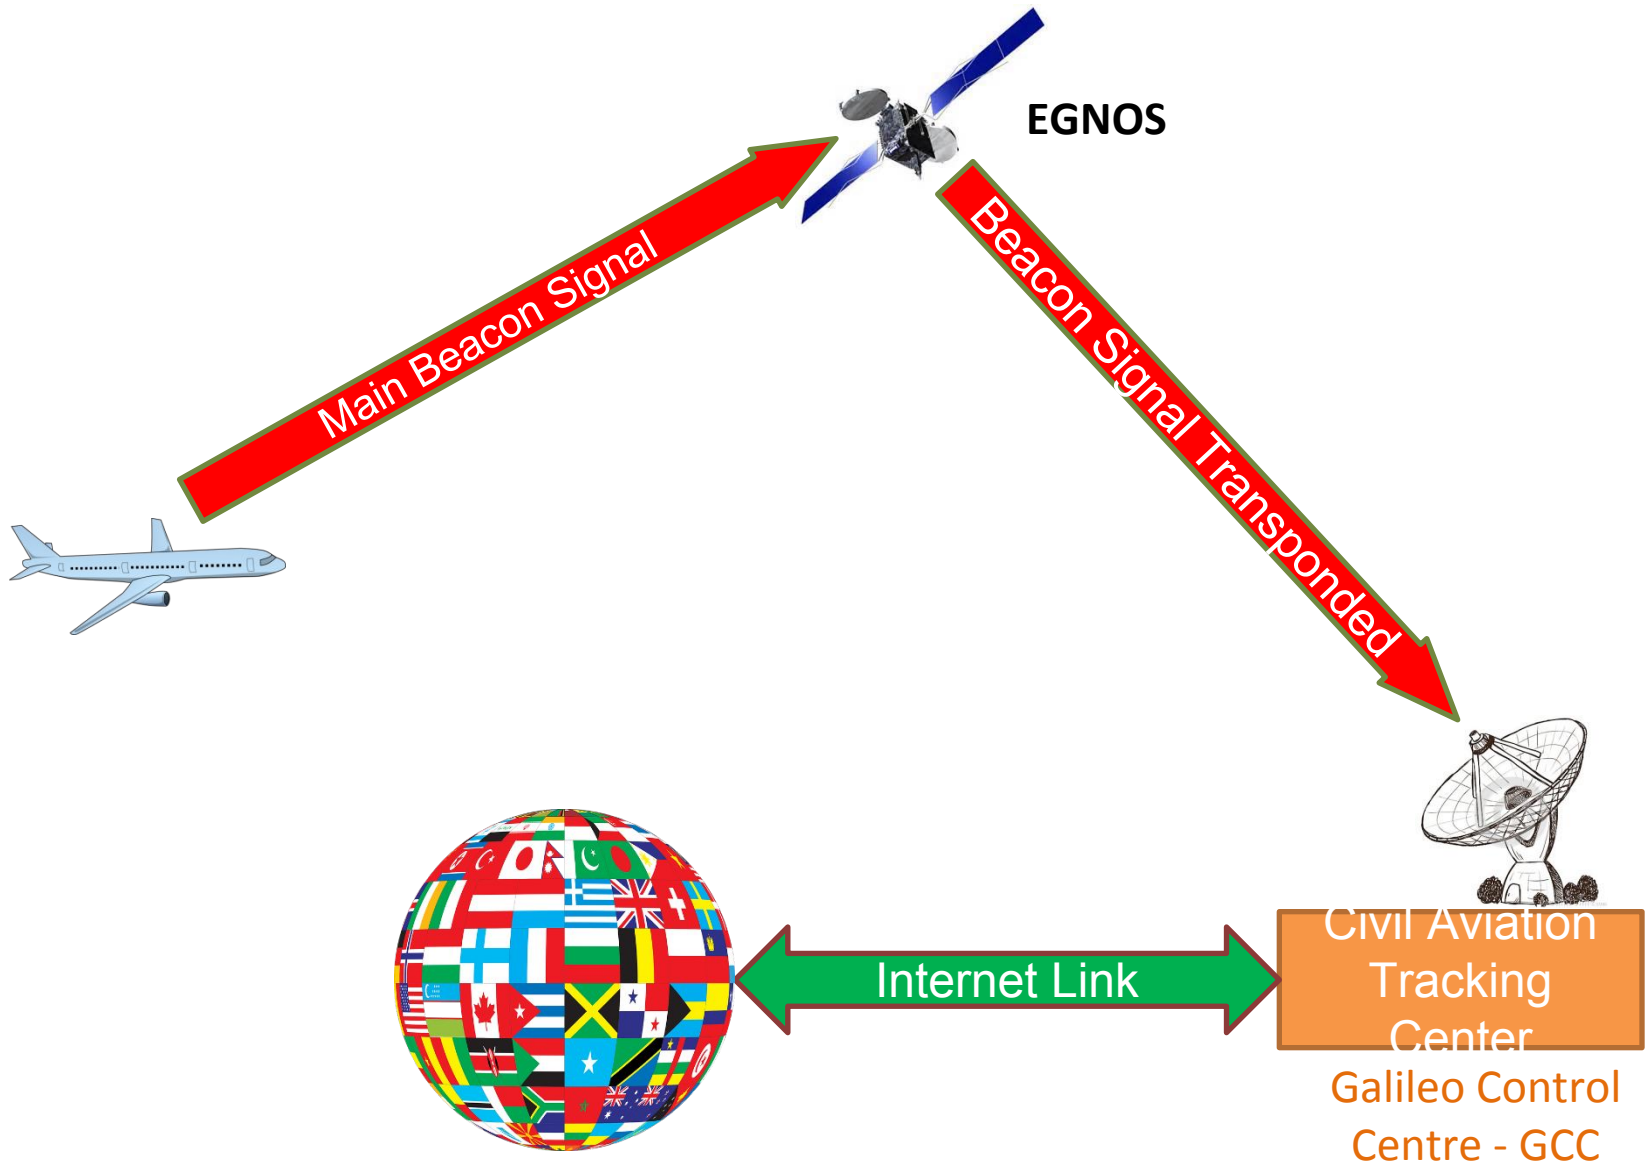 EGNOS
Main Beacon Signal
Beacon Signal Transponded
Internet Link
Civil Aviation
Tracking
Center
Galileo Control
Centre - GCC